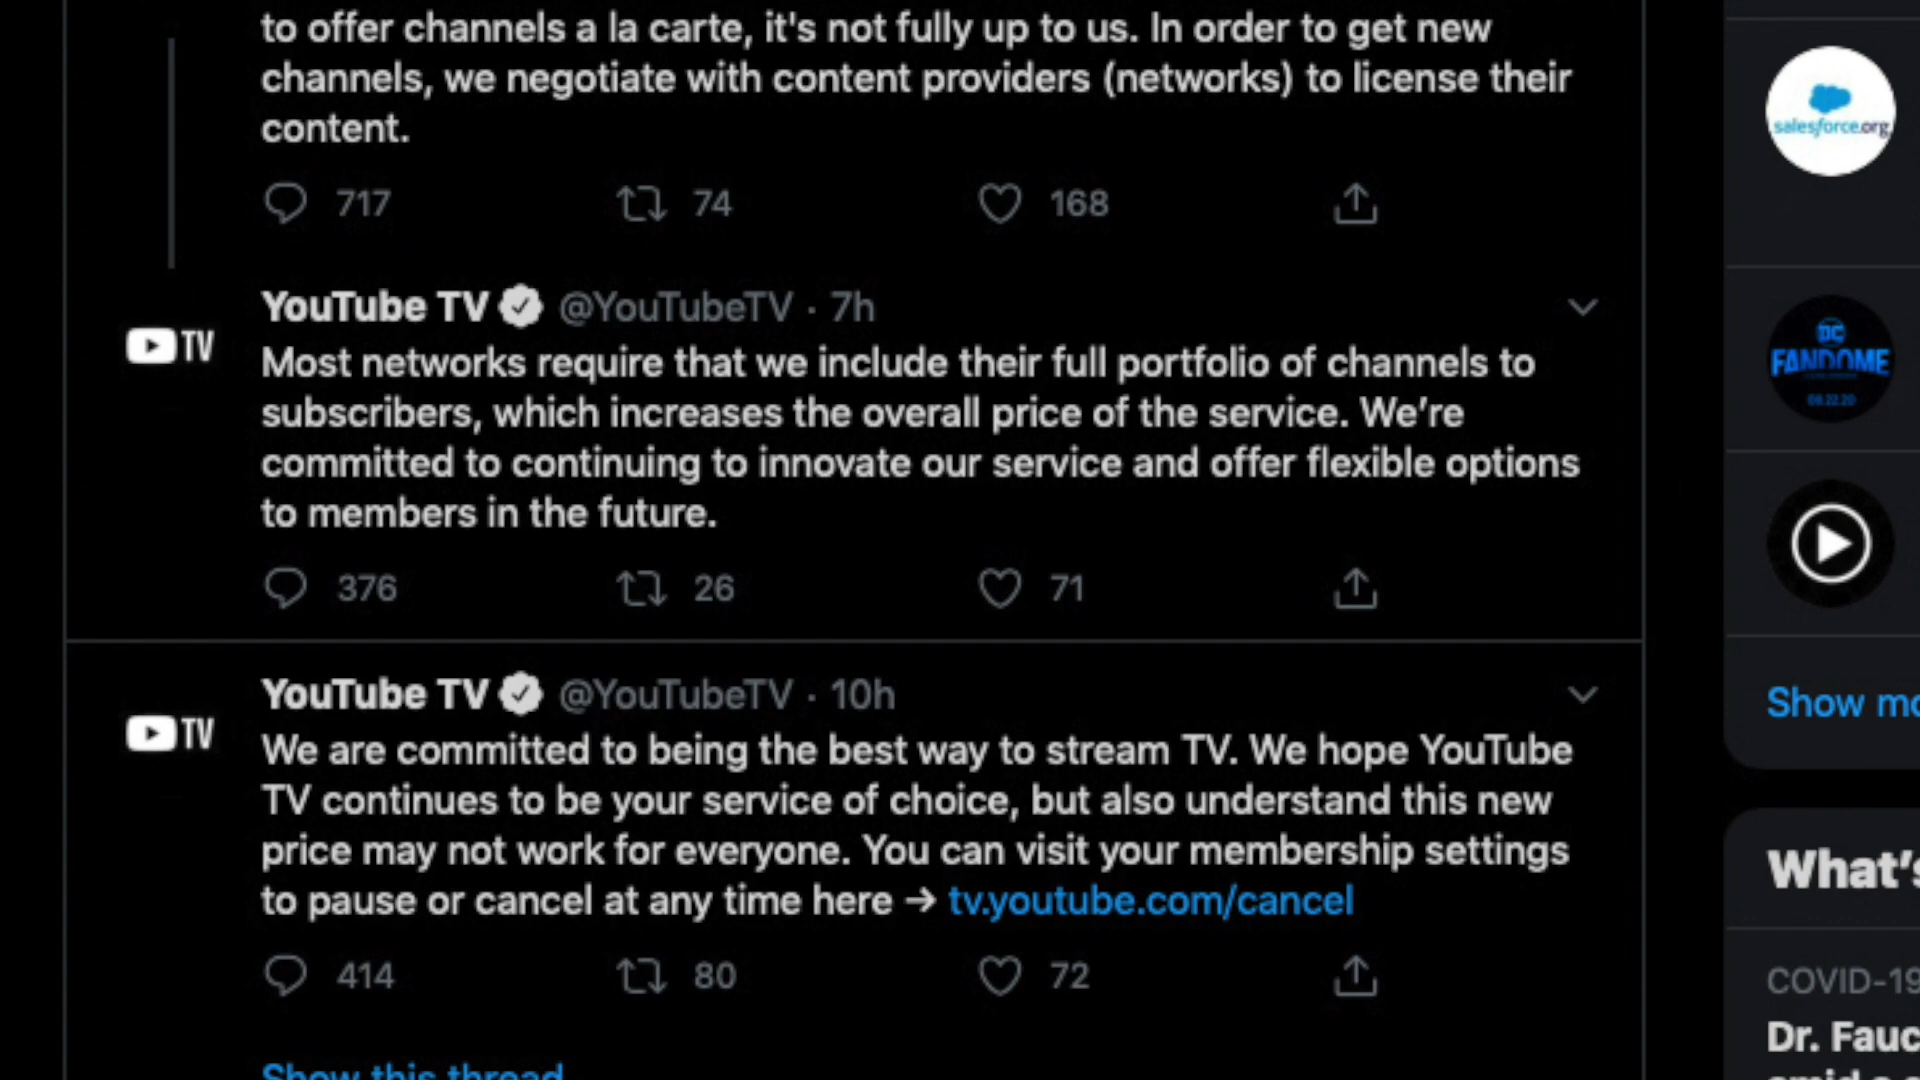 to offer channels a la carte, it's not fully up to us. In order to get new
channels, we negotiate with content providers (networks) to license their
content.
717 74 168
YouTube TV @YouTubeTV · 7h
TV
Most networks require that we include their full portfolio of channels to
subscribers, which increases the overall price of the service. We're
committed to continuing to innovate our service and offer flexible options
to members in the future.
376 26 71
YouTube TV @YouTubeTV · 10h
TV
We are committed to being the best way to stream TV. We hope YouTube
TV continues to be your service of choice, but also understand this new
price may not work for everyone. You can visit your membership settings
to pause or cancel at any time here → tv.youtube.com/cancel
414 80 72
Show this thread
salesforce.org
DC
FANDOME
08.22.20
Show mo
What's
COVID-19
Dr. Fauc